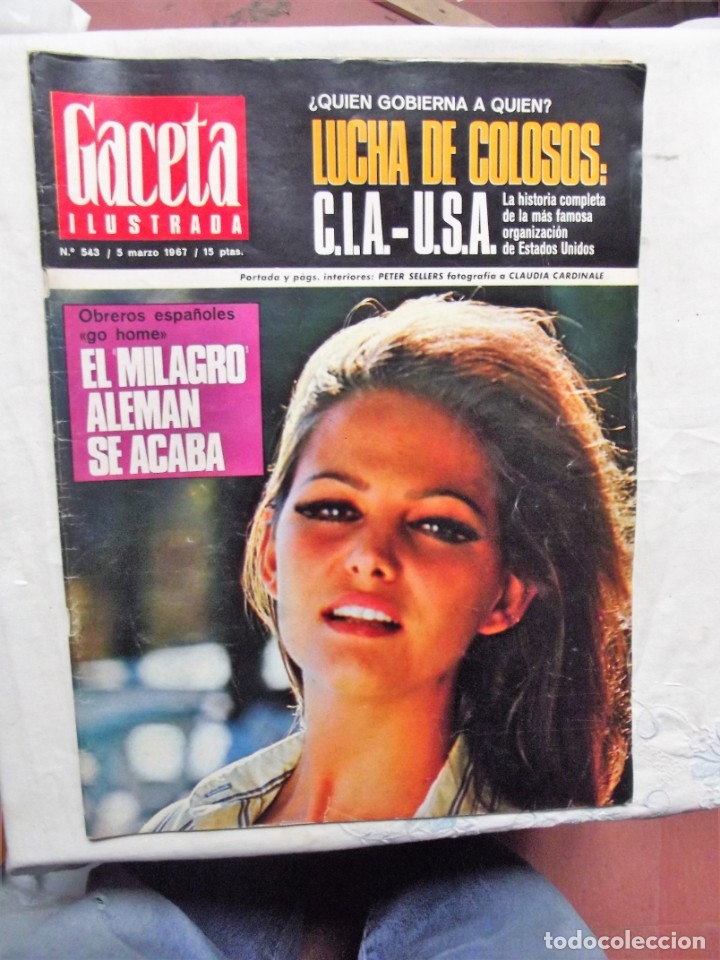 Gaceta
ILUSTRADA
N.º 543 / 5 marzo 1967 / 15 ptas.
¿QUIEN GOBIERNA A QUIEN?
LUCHA DE COLOSOS:
C.I.A.-U.S.A.
La historia completa
de la más famosa
organización
de Estados Unidos
Portada y págs. interiores: PETER SELLERS fotografía a CLAUDIA CARDINALE
Obreros españoles
«go home»
EL 'MILAGRO'
ALEMAN
SE ACABA
todocoleccion.net